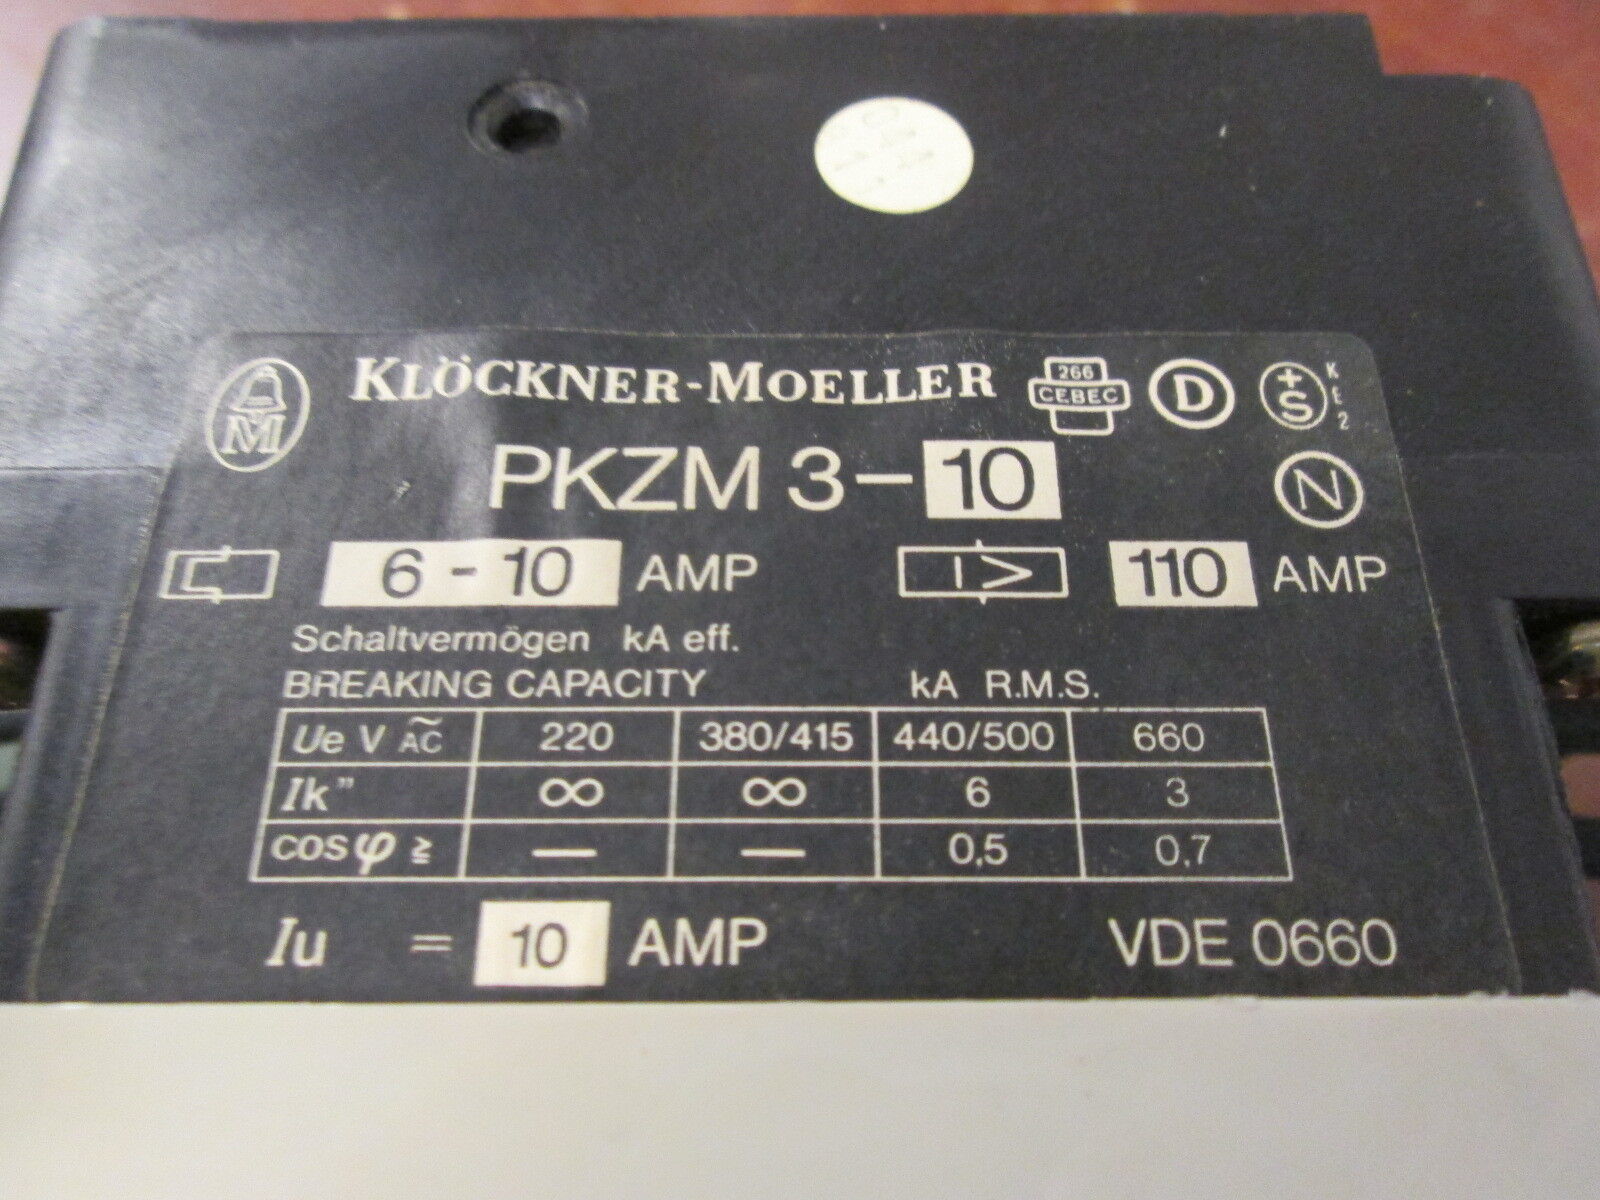 KLÖCKNER-MOELLER 266 CEBEC D +S KE2
M
PKZM 3-10 N
6 - 10 AMP I> 110 AMP
Schaltvermögen kA eff.
BREAKING CAPACITY kA R.M.S.
Ue V ~ AC 220 380/415 440/500 660
Ik" ∞ ∞ 6 3
cos φ ≥ — — 0,5 0,7
Iu = 10 AMP VDE 0660